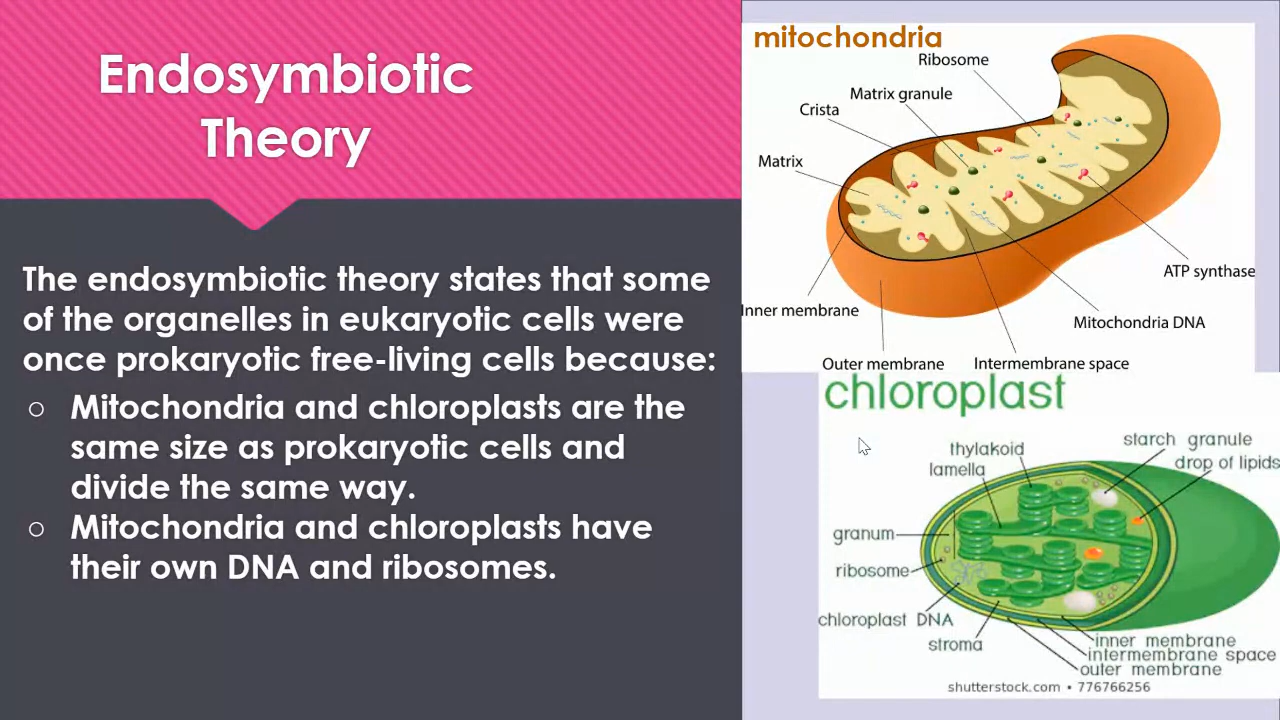 Endosymbiotic
Theory
The endosymbiotic theory states that some
of the organelles in eukaryotic cells were
once prokaryotic free-living cells because:
○ Mitochondria and chloroplasts are the
same size as prokaryotic cells and
divide the same way.
○ Mitochondria and chloroplasts have
their own DNA and ribosomes.
mitochondria
Ribosome
Matrix granule
Crista
Matrix
ATP synthase
Inner membrane
Mitochondria DNA
Outer membrane
Intermembrane space
chloroplast
starch granule
thylakoid
drop of lipids
lamella
granum
ribosome
chloroplast DNA
stroma
inner membrane
intermembrane space
outer membrane
shutterstock.com • 776766256